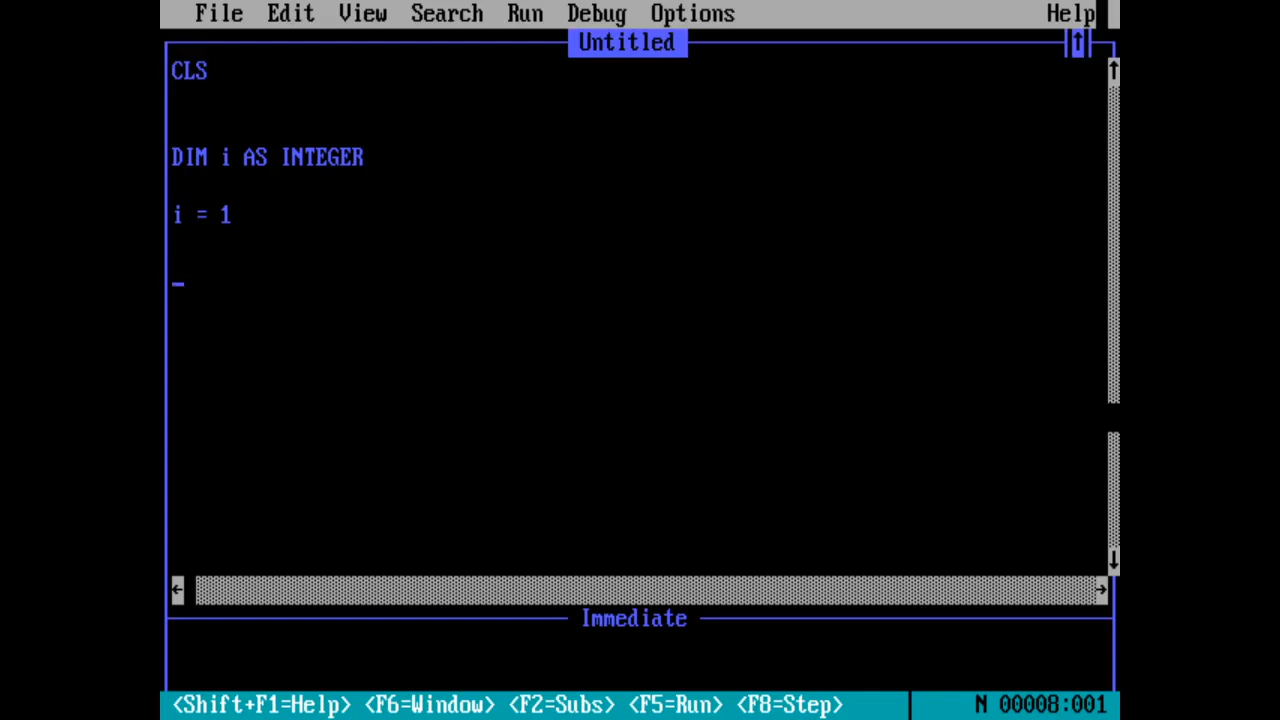 File Edit View Search Run Debug Options Help
Untitled
CLS
DIM i AS INTEGER
i = 1
Immediate
<Shift+F1=Help> <F6=Window> <F2=Subs> <F5=Run> <F8=Step> N 00008:001